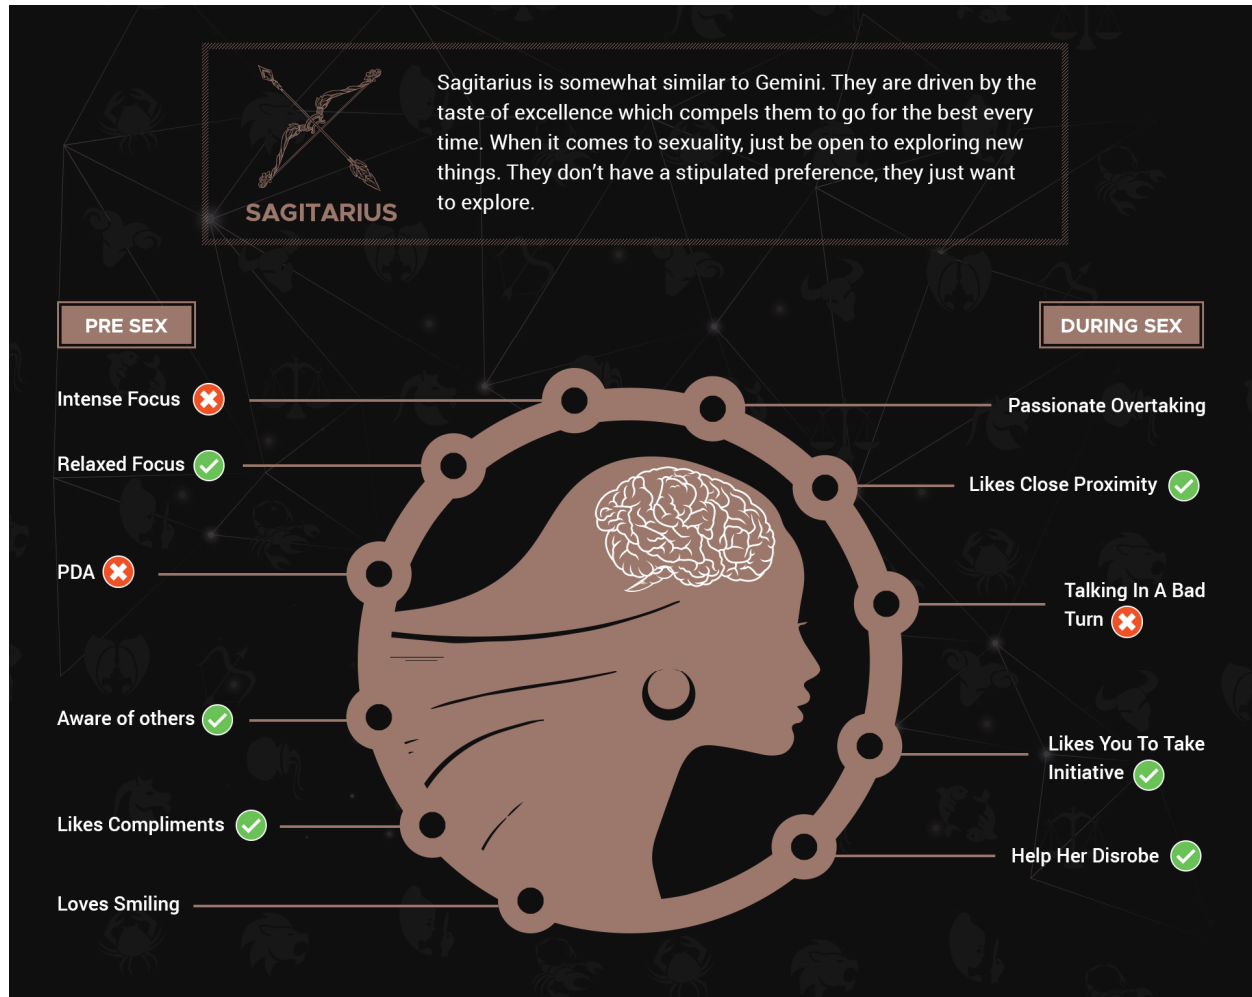 Sagitarius is somewhat similar to Gemini. They are driven by the
taste of excellence which compels them to go for the best every
time. When it comes to sexuality, just be open to exploring new
things. They don't have a stipulated preference, they just want
to explore.
SAGITARIUS
PRE SEX
Intense Focus
Relaxed Focus
PDA
Aware of others
Likes Compliments
Loves Smiling
DURING SEX
Passionate Overtaking
Likes Close Proximity
Talking In A Bad
Turn
Likes You To Take
Initiative
Help Her Disrobe